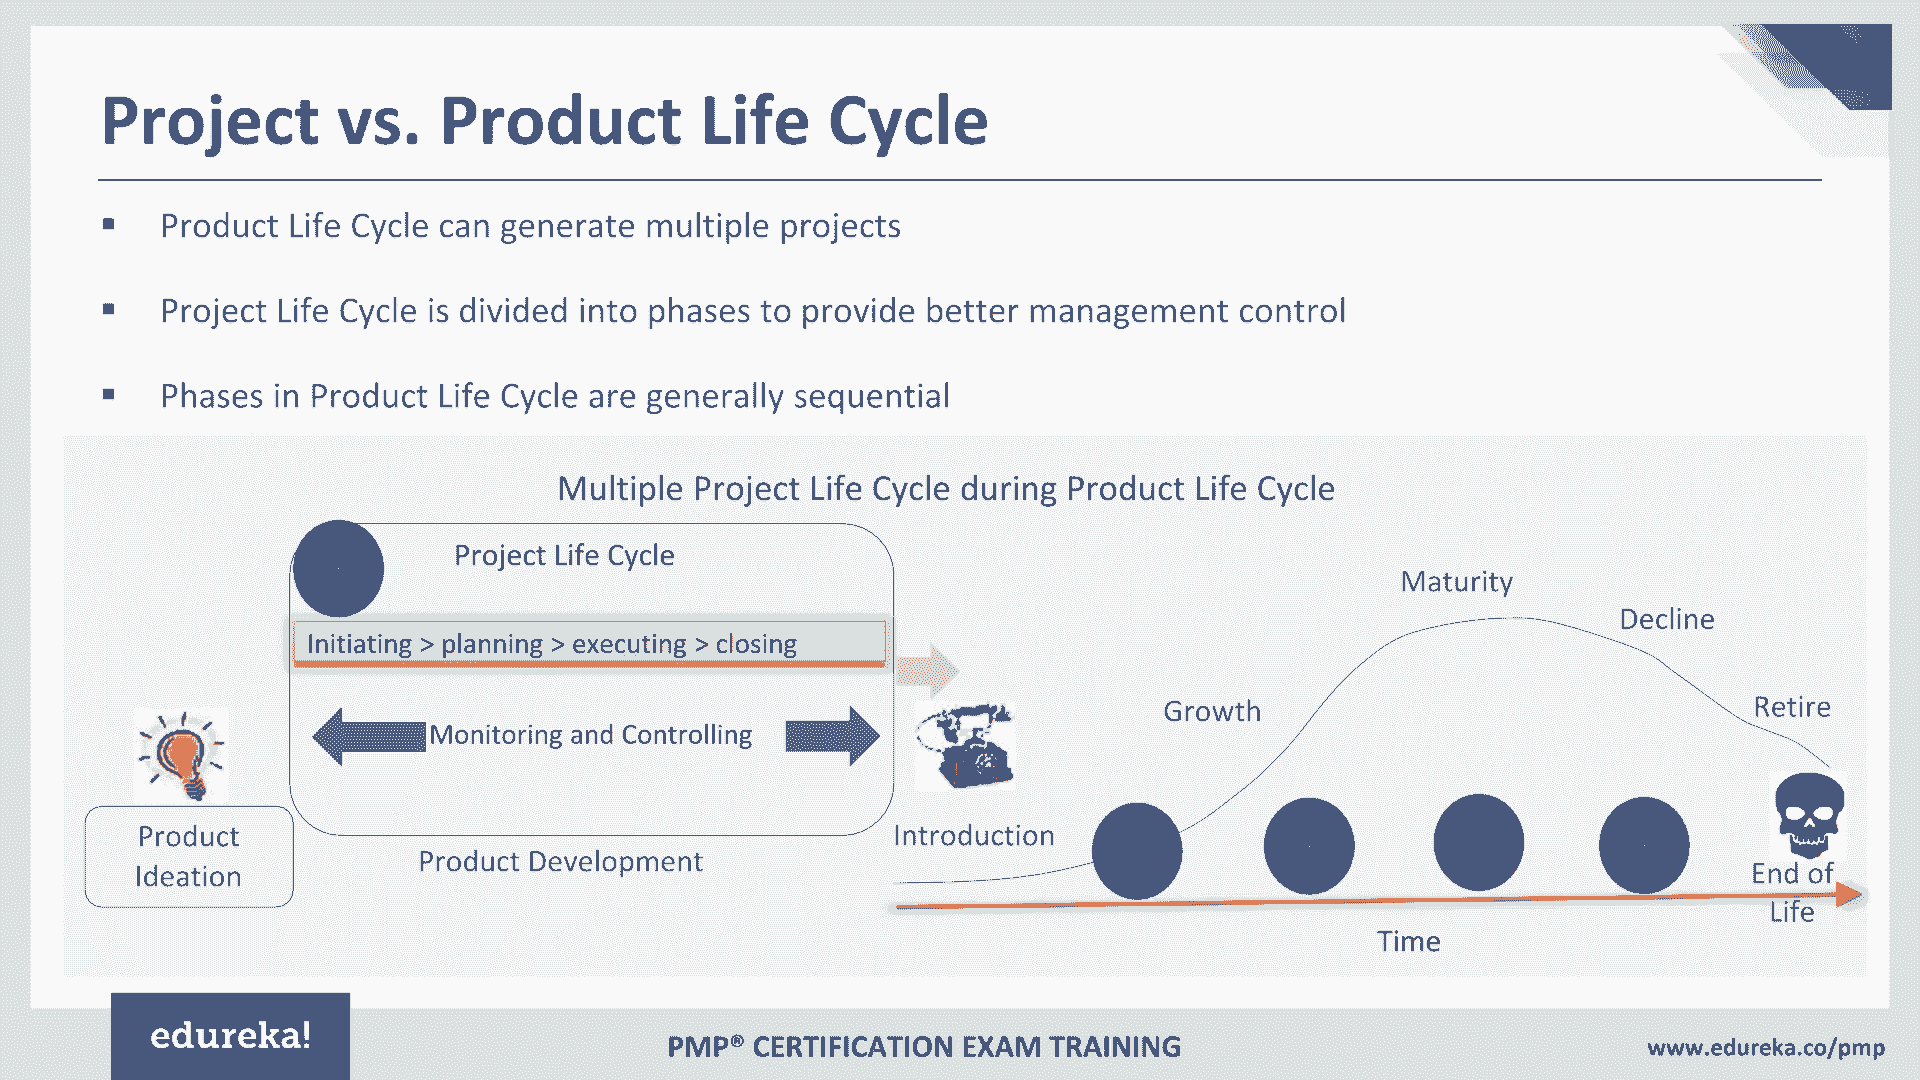 Project vs. Product Life Cycle
Product Life Cycle can generate multiple projects
Project Life Cycle is divided into phases to provide better management control
Phases in Product Life Cycle are generally sequential
Multiple Project Life Cycle during Product Life Cycle
Project Life Cycle
Initiating > planning > executing > closing
Monitoring and Controlling
Product
Ideation
Product Development
Introduction
Growth
Maturity
Decline
Retire
End of
Life
Time
edureka!
PMP® CERTIFICATION EXAM TRAINING
www.edureka.co/pmp